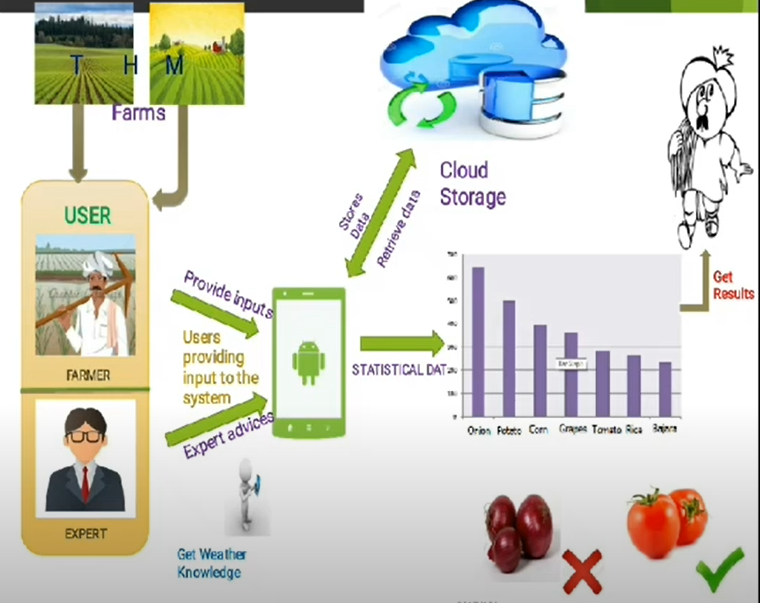 T H M
Farms
USER
FARMER
EXPERT
Provide inputs
Users
providing
input to the
system
Expert advices
Get Weather
Knowledge
Stores
Data
Retrieve data
Cloud
Storage
STATISTICAL DAT
Onion Potato Corn Grapes Tomato Rice Bajara
Get
Results